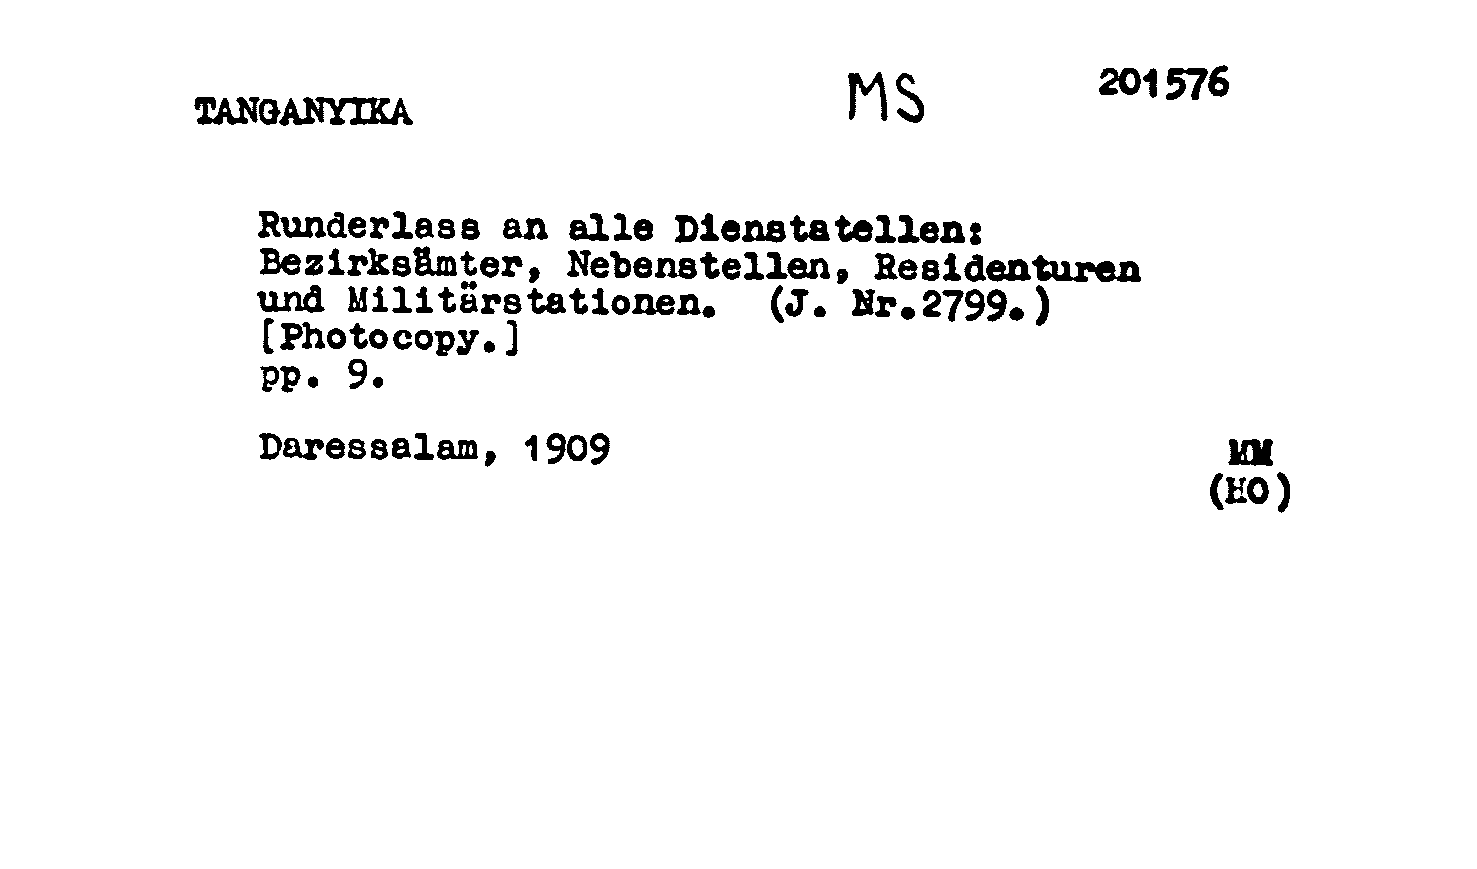 TANGANYIKA
MS
201576
Runderlass an alle Dienstatellen:
Bezirksämter, Nebenstellen, Residenturen
und Militärstationen. (J. Nr.2799.)
[Photocopy.]
pp. 9.
Daressalam, 1909
MM
(HO)